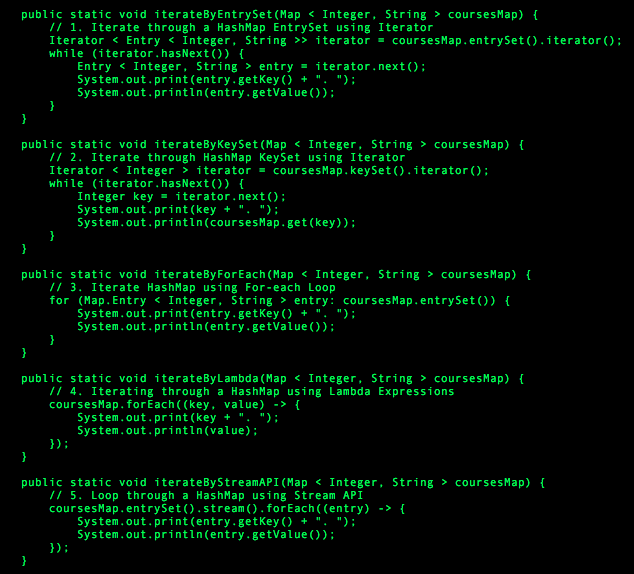 public static void iterateByEntrySet(Map < Integer, String > coursesMap) {
    // 1. Iterate through a HashMap EntrySet using Iterator
    Iterator < Entry < Integer, String >> iterator = coursesMap.entrySet().iterator();
    while (iterator.hasNext()) {
        Entry < Integer, String > entry = iterator.next();
        System.out.print(entry.getKey() + ". ");
        System.out.println(entry.getValue());
    }
}

public static void iterateByKeySet(Map < Integer, String > coursesMap) {
    // 2. Iterate through HashMap KeySet using Iterator
    Iterator < Integer > iterator = coursesMap.keySet().iterator();
    while (iterator.hasNext()) {
        Integer key = iterator.next();
        System.out.print(key + ". ");
        System.out.println(coursesMap.get(key));
    }
}

public static void iterateByForEach(Map < Integer, String > coursesMap) {
    // 3. Iterate HashMap using For-each Loop
    for (Map.Entry < Integer, String > entry: coursesMap.entrySet()) {
        System.out.print(entry.getKey() + ". ");
        System.out.println(entry.getValue());
    }
}

public static void iterateByLambda(Map < Integer, String > coursesMap) {
    // 4. Iterating through a HashMap using Lambda Expressions
    coursesMap.forEach((key, value) -> {
        System.out.print(key + ". ");
        System.out.println(value);
    });
}

public static void iterateByStreamAPI(Map < Integer, String > coursesMap) {
    // 5. Loop through a HashMap using Stream API
    coursesMap.entrySet().stream().forEach((entry) -> {
        System.out.print(entry.getKey() + ". ");
        System.out.println(entry.getValue());
    });
}